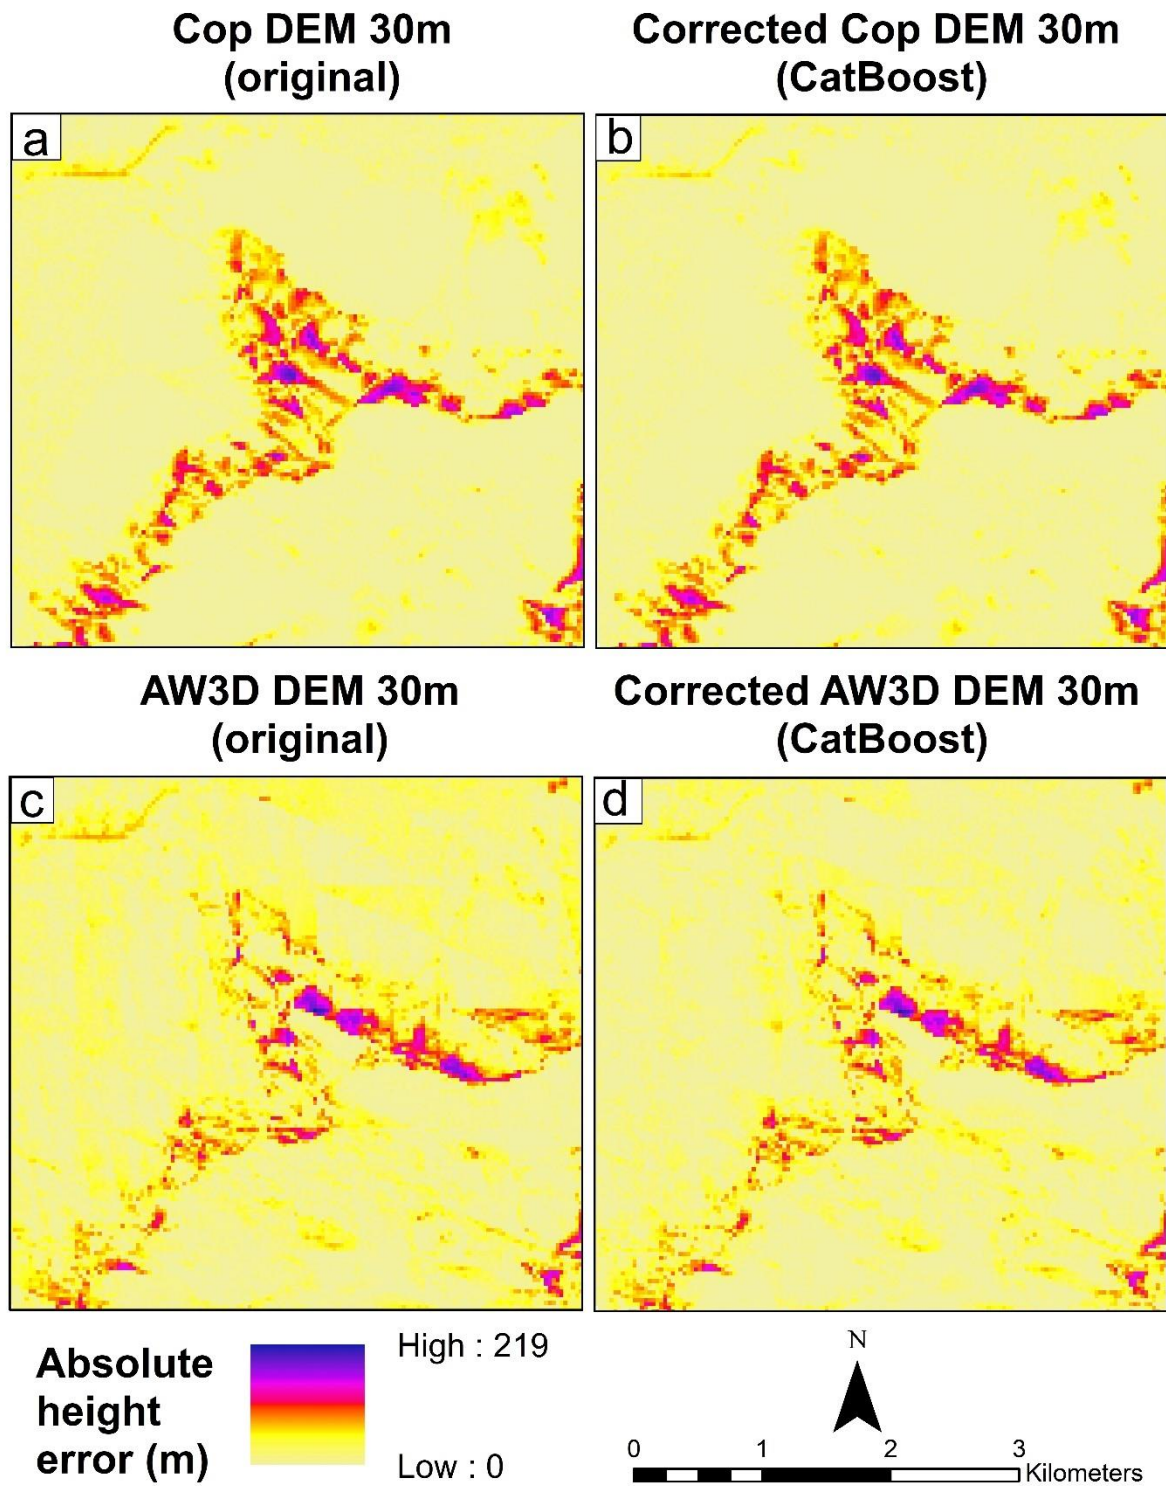 Cop DEM 30m
(original)
Corrected Cop DEM 30m
(CatBoost)
a
b
AW3D DEM 30m
(original)
Corrected AW3D DEM 30m
(CatBoost)
c
d
Absolute
height
error (m)
High : 219
Low : 0
N
0 1 2 3
Kilometers